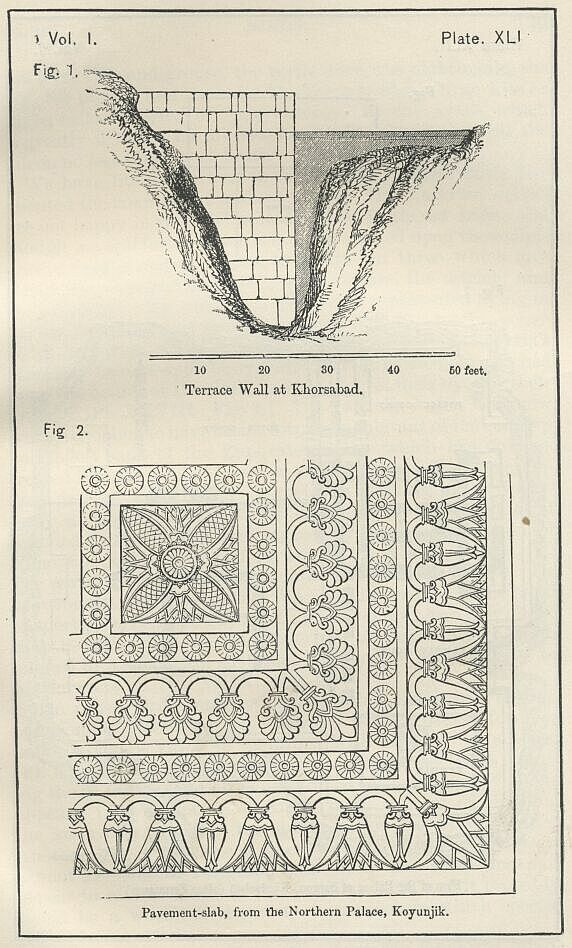 Vol. I.
Plate. XLI
Fig. 1.
10 20 30 40 50 feet.
Terrace Wall at Khorsabad.
Fig 2.
Pavement-slab, from the Northern Palace, Koyunjik.